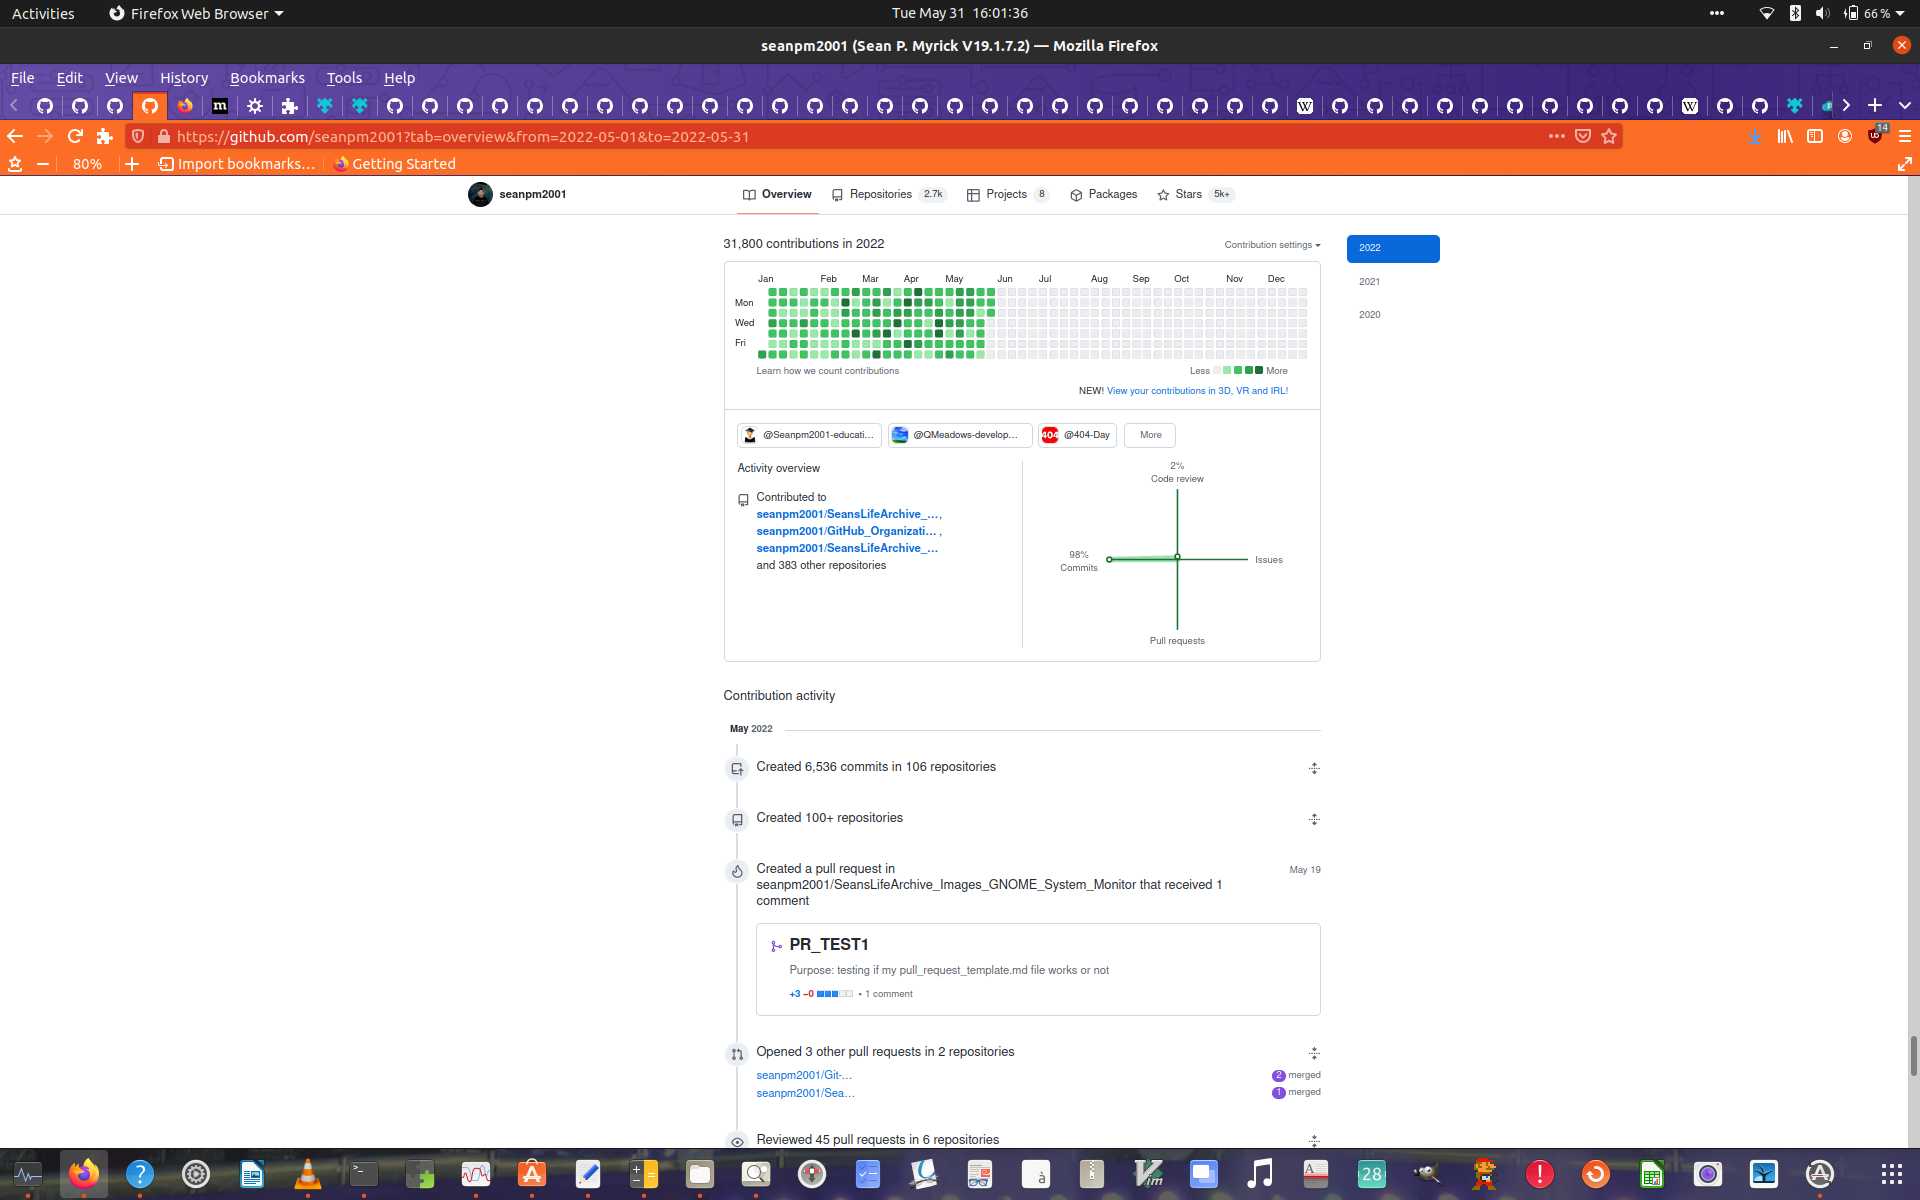 Activities
Firefox Web Browser
Tue May 31 16:01:36
66 %
seanpm2001 (Sean P. Myrick V19.1.7.2) — Mozilla Firefox
File Edit View History Bookmarks Tools Help
https://github.com/seanpm2001?tab=overview&from=2022-05-01&to=2022-05-31
14
80%
Import bookmarks...
Getting Started
seanpm2001
Overview
Repositories 2.7k
Projects 8
Packages
Stars 5k+
31,800 contributions in 2022
Contribution settings
2022
2021
2020
Jan Feb Mar Apr May Jun Jul Aug Sep Oct Nov Dec
Mon
Wed
Fri
Learn how we count contributions
Less More
NEW! View your contributions in 3D, VR and IRL!
@Seanpm2001-educati...
@QMeadows-develop...
404 @404-Day
More
Activity overview
Contributed to
seanpm2001/SeansLifeArchive_...,
seanpm2001/GitHub_Organizati... ,
seanpm2001/SeansLifeArchive_...
and 383 other repositories
2%
Code review
98%
Commits
Issues
Pull requests
Contribution activity
May 2022
Created 6,536 commits in 106 repositories
Created 100+ repositories
Created a pull request in
seanpm2001/SeansLifeArchive_Images_GNOME_System_Monitor that received 1
comment
May 19
PR_TEST1
Purpose: testing if my pull_request_template.md file works or not
+3 −0 • 1 comment
Opened 3 other pull requests in 2 repositories
seanpm2001/Git-...
2 merged
seanpm2001/Sea...
1 merged
Reviewed 45 pull requests in 6 repositories
28